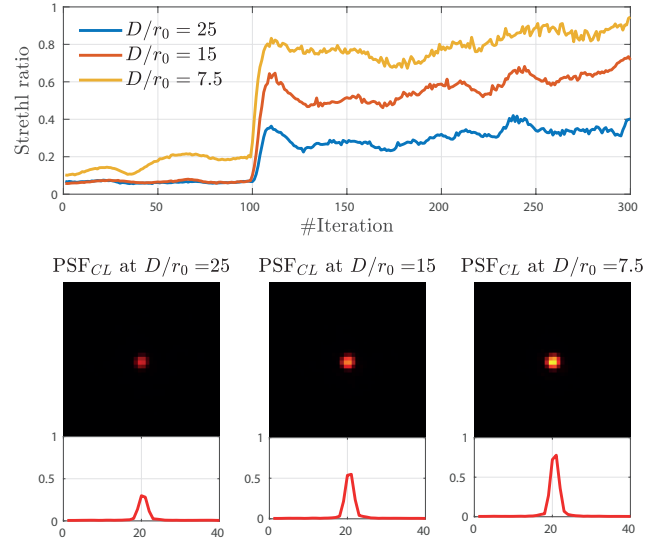 1
0.8
0.6
0.4
0.2
0
Strethl ratio
D/r₀ = 25
D/r₀ = 15
D/r₀ = 7.5
0 50 100 150 200 250 300
#Iteration
PSF_CL at D/r₀ =25 PSF_CL at D/r₀ =15 PSF_CL at D/r₀ =7.5
1 1 1
0.5 0.5 0.5
0 0 0
0 20 40 0 20 40 0 20 40